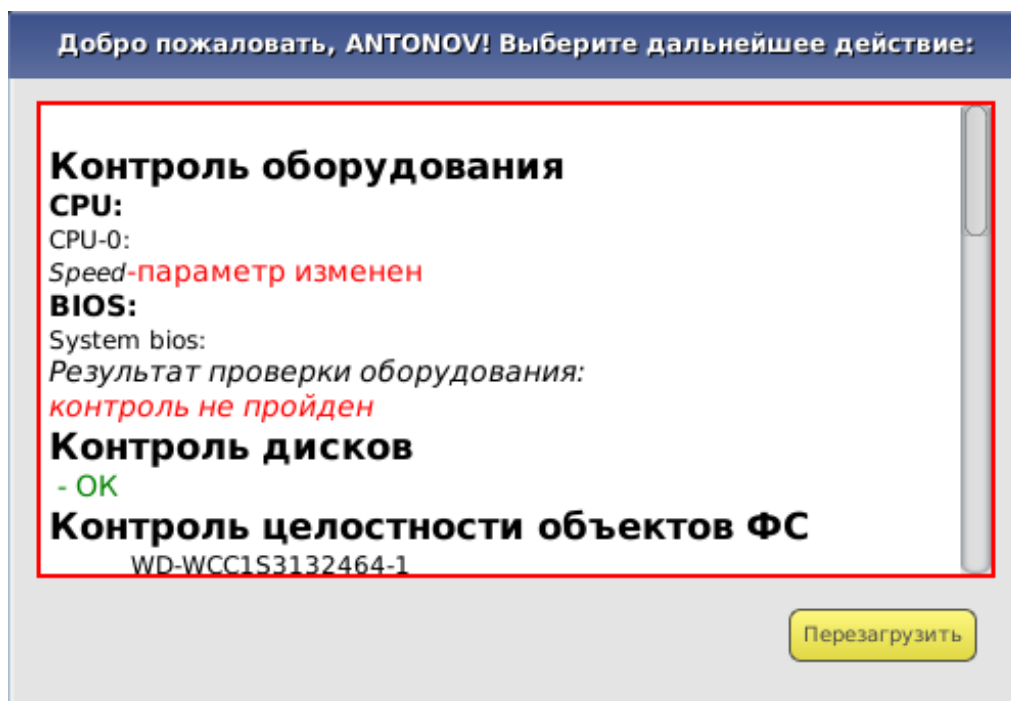 Добро пожаловать, ANTONOV! Выберите дальнейшее действие:
Контроль оборудования
CPU:
CPU-0:
Speed-параметр изменен
BIOS:
System bios:
Результат проверки оборудования:
контроль не пройден
Контроль дисков
- OK
Контроль целостности объектов ФС
WD-WCC1S3132464-1
Перезагрузить